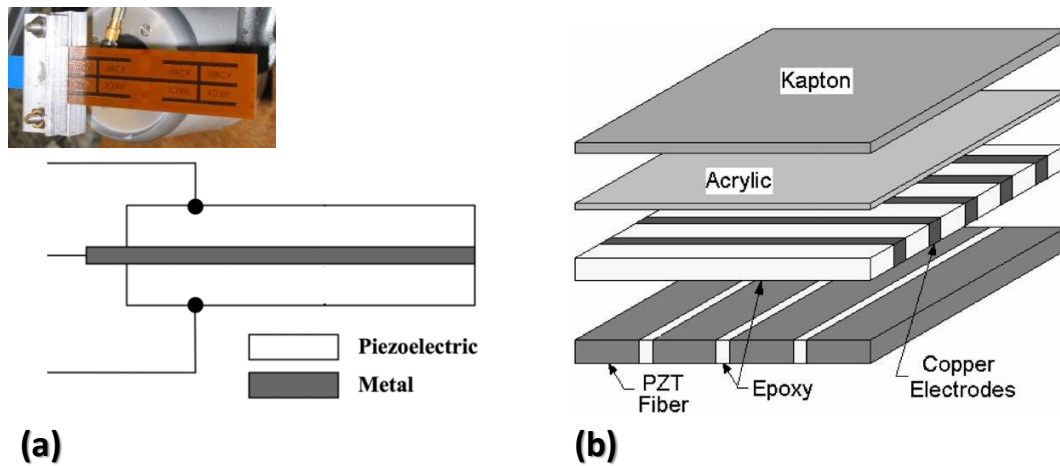 Piezoelectric
Metal
(a)
Kapton
Acrylic
PZT
Fiber
Epoxy
Copper
Electrodes
(b)